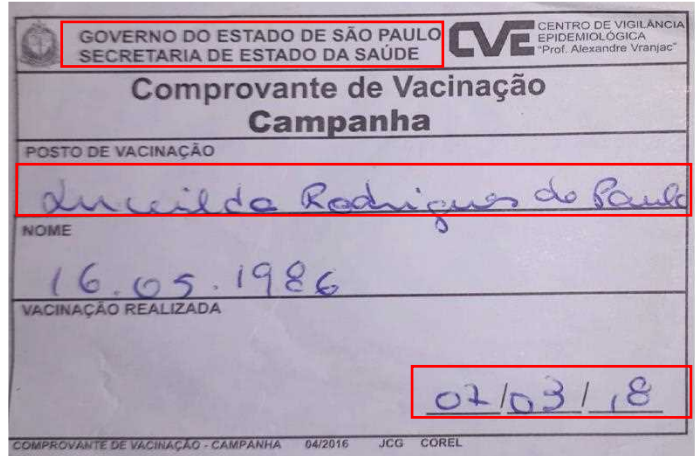 GOVERNO DO ESTADO DE SÃO PAULO
SECRETARIA DE ESTADO DA SAÚDE
CVE
CENTRO DE VIGILÂNCIA
EPIDEMIOLÓGICA
"Prof. Alexandre Vranjac"
Comprovante de Vacinação
Campanha
POSTO DE VACINAÇÃO
Rodrigues de Paula
NOME
16.05.1986
VACINAÇÃO REALIZADA
07/03/18
COMPROVANTE DE VACINAÇÃO - CAMPANHA 04/2016 JCG COREL